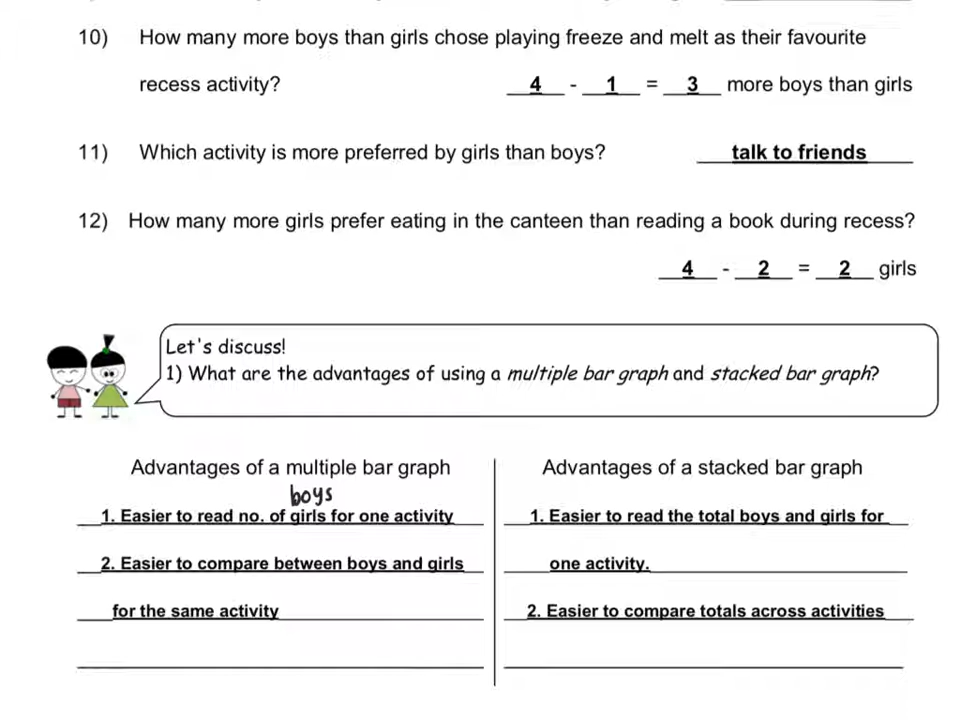 10) How many more boys than girls chose playing freeze and melt as their favourite
recess activity? 4 - 1 = 3 more boys than girls
11) Which activity is more preferred by girls than boys? talk to friends
12) How many more girls prefer eating in the canteen than reading a book during recess?
4 - 2 = 2 girls
Let's discuss!
1) What are the advantages of using a multiple bar graph and stacked bar graph?
Advantages of a multiple bar graph
boys
1. Easier to read no. of girls for one activity
2. Easier to compare between boys and girls
for the same activity
Advantages of a stacked bar graph
1. Easier to read the total boys and girls for
one activity.
2. Easier to compare totals across activities